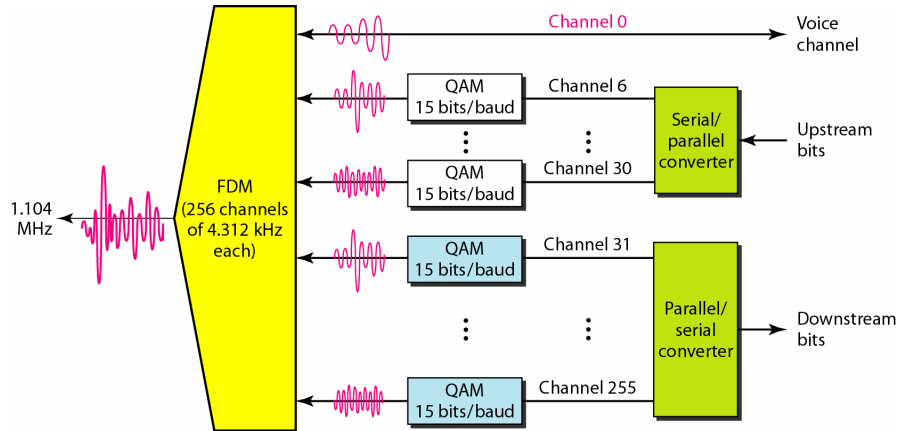 Channel 0
Voice
channel
QAM
15 bits/baud
Channel 6
Serial/
parallel
converter
Upstream
bits
QAM
15 bits/baud
Channel 30
1.104
MHz
FDM
(256 channels
of 4.312 kHz
each)
QAM
15 bits/baud
Channel 31
Parallel/
serial
converter
Downstream
bits
QAM
15 bits/baud
Channel 255